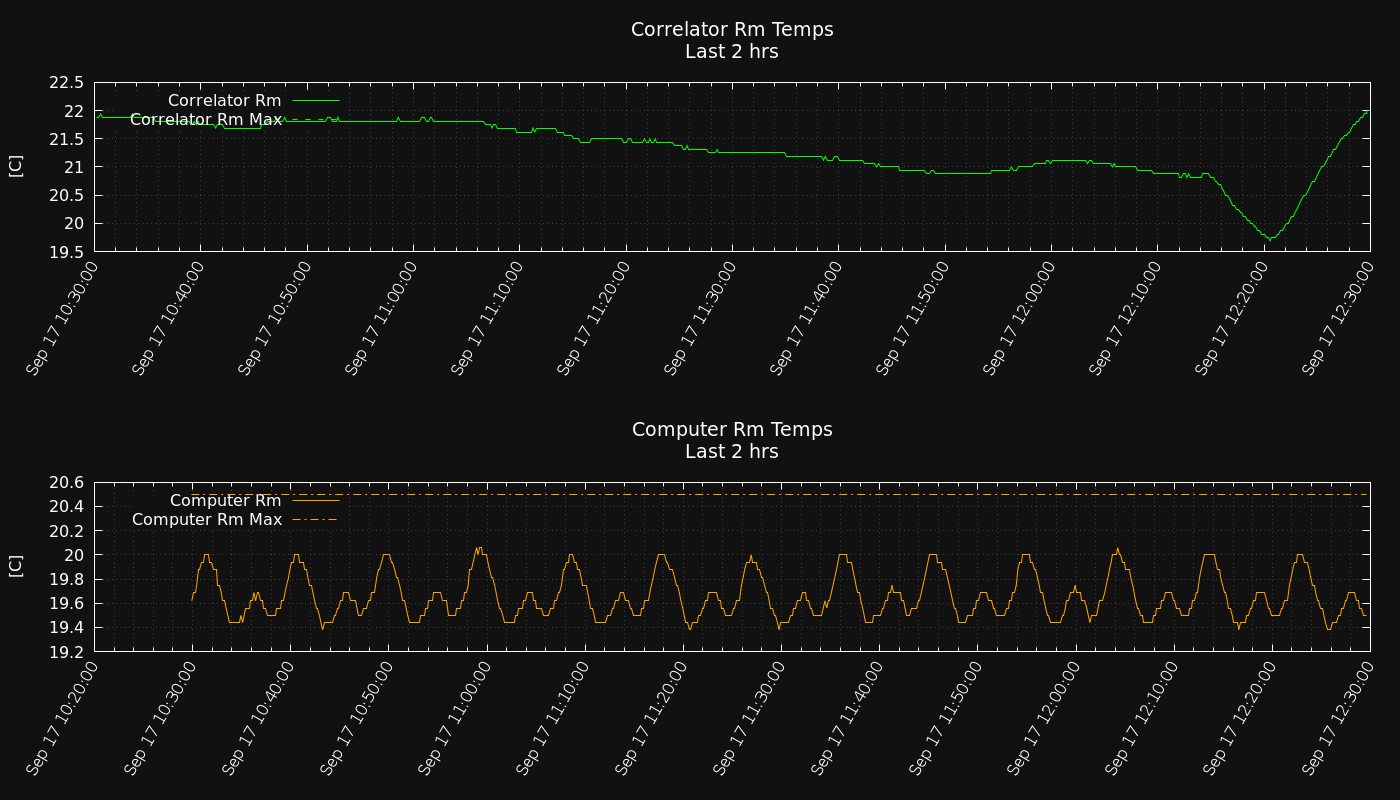 Correlator Rm Temps
Last 2 hrs
22.5
22
21.5
21
20.5
20
19.5
[C]
Correlator Rm
Correlator Rm Max
Sep 17 10:30:00
Sep 17 10:40:00
Sep 17 10:50:00
Sep 17 11:00:00
Sep 17 11:10:00
Sep 17 11:20:00
Sep 17 11:30:00
Sep 17 11:40:00
Sep 17 11:50:00
Sep 17 12:00:00
Sep 17 12:10:00
Sep 17 12:20:00
Sep 17 12:30:00
Computer Rm Temps
Last 2 hrs
20.6
20.4
20.2
20
19.8
19.6
19.4
19.2
[C]
Computer Rm
Computer Rm Max
Sep 17 10:20:00
Sep 17 10:30:00
Sep 17 10:40:00
Sep 17 10:50:00
Sep 17 11:00:00
Sep 17 11:10:00
Sep 17 11:20:00
Sep 17 11:30:00
Sep 17 11:40:00
Sep 17 11:50:00
Sep 17 12:00:00
Sep 17 12:10:00
Sep 17 12:20:00
Sep 17 12:30:00